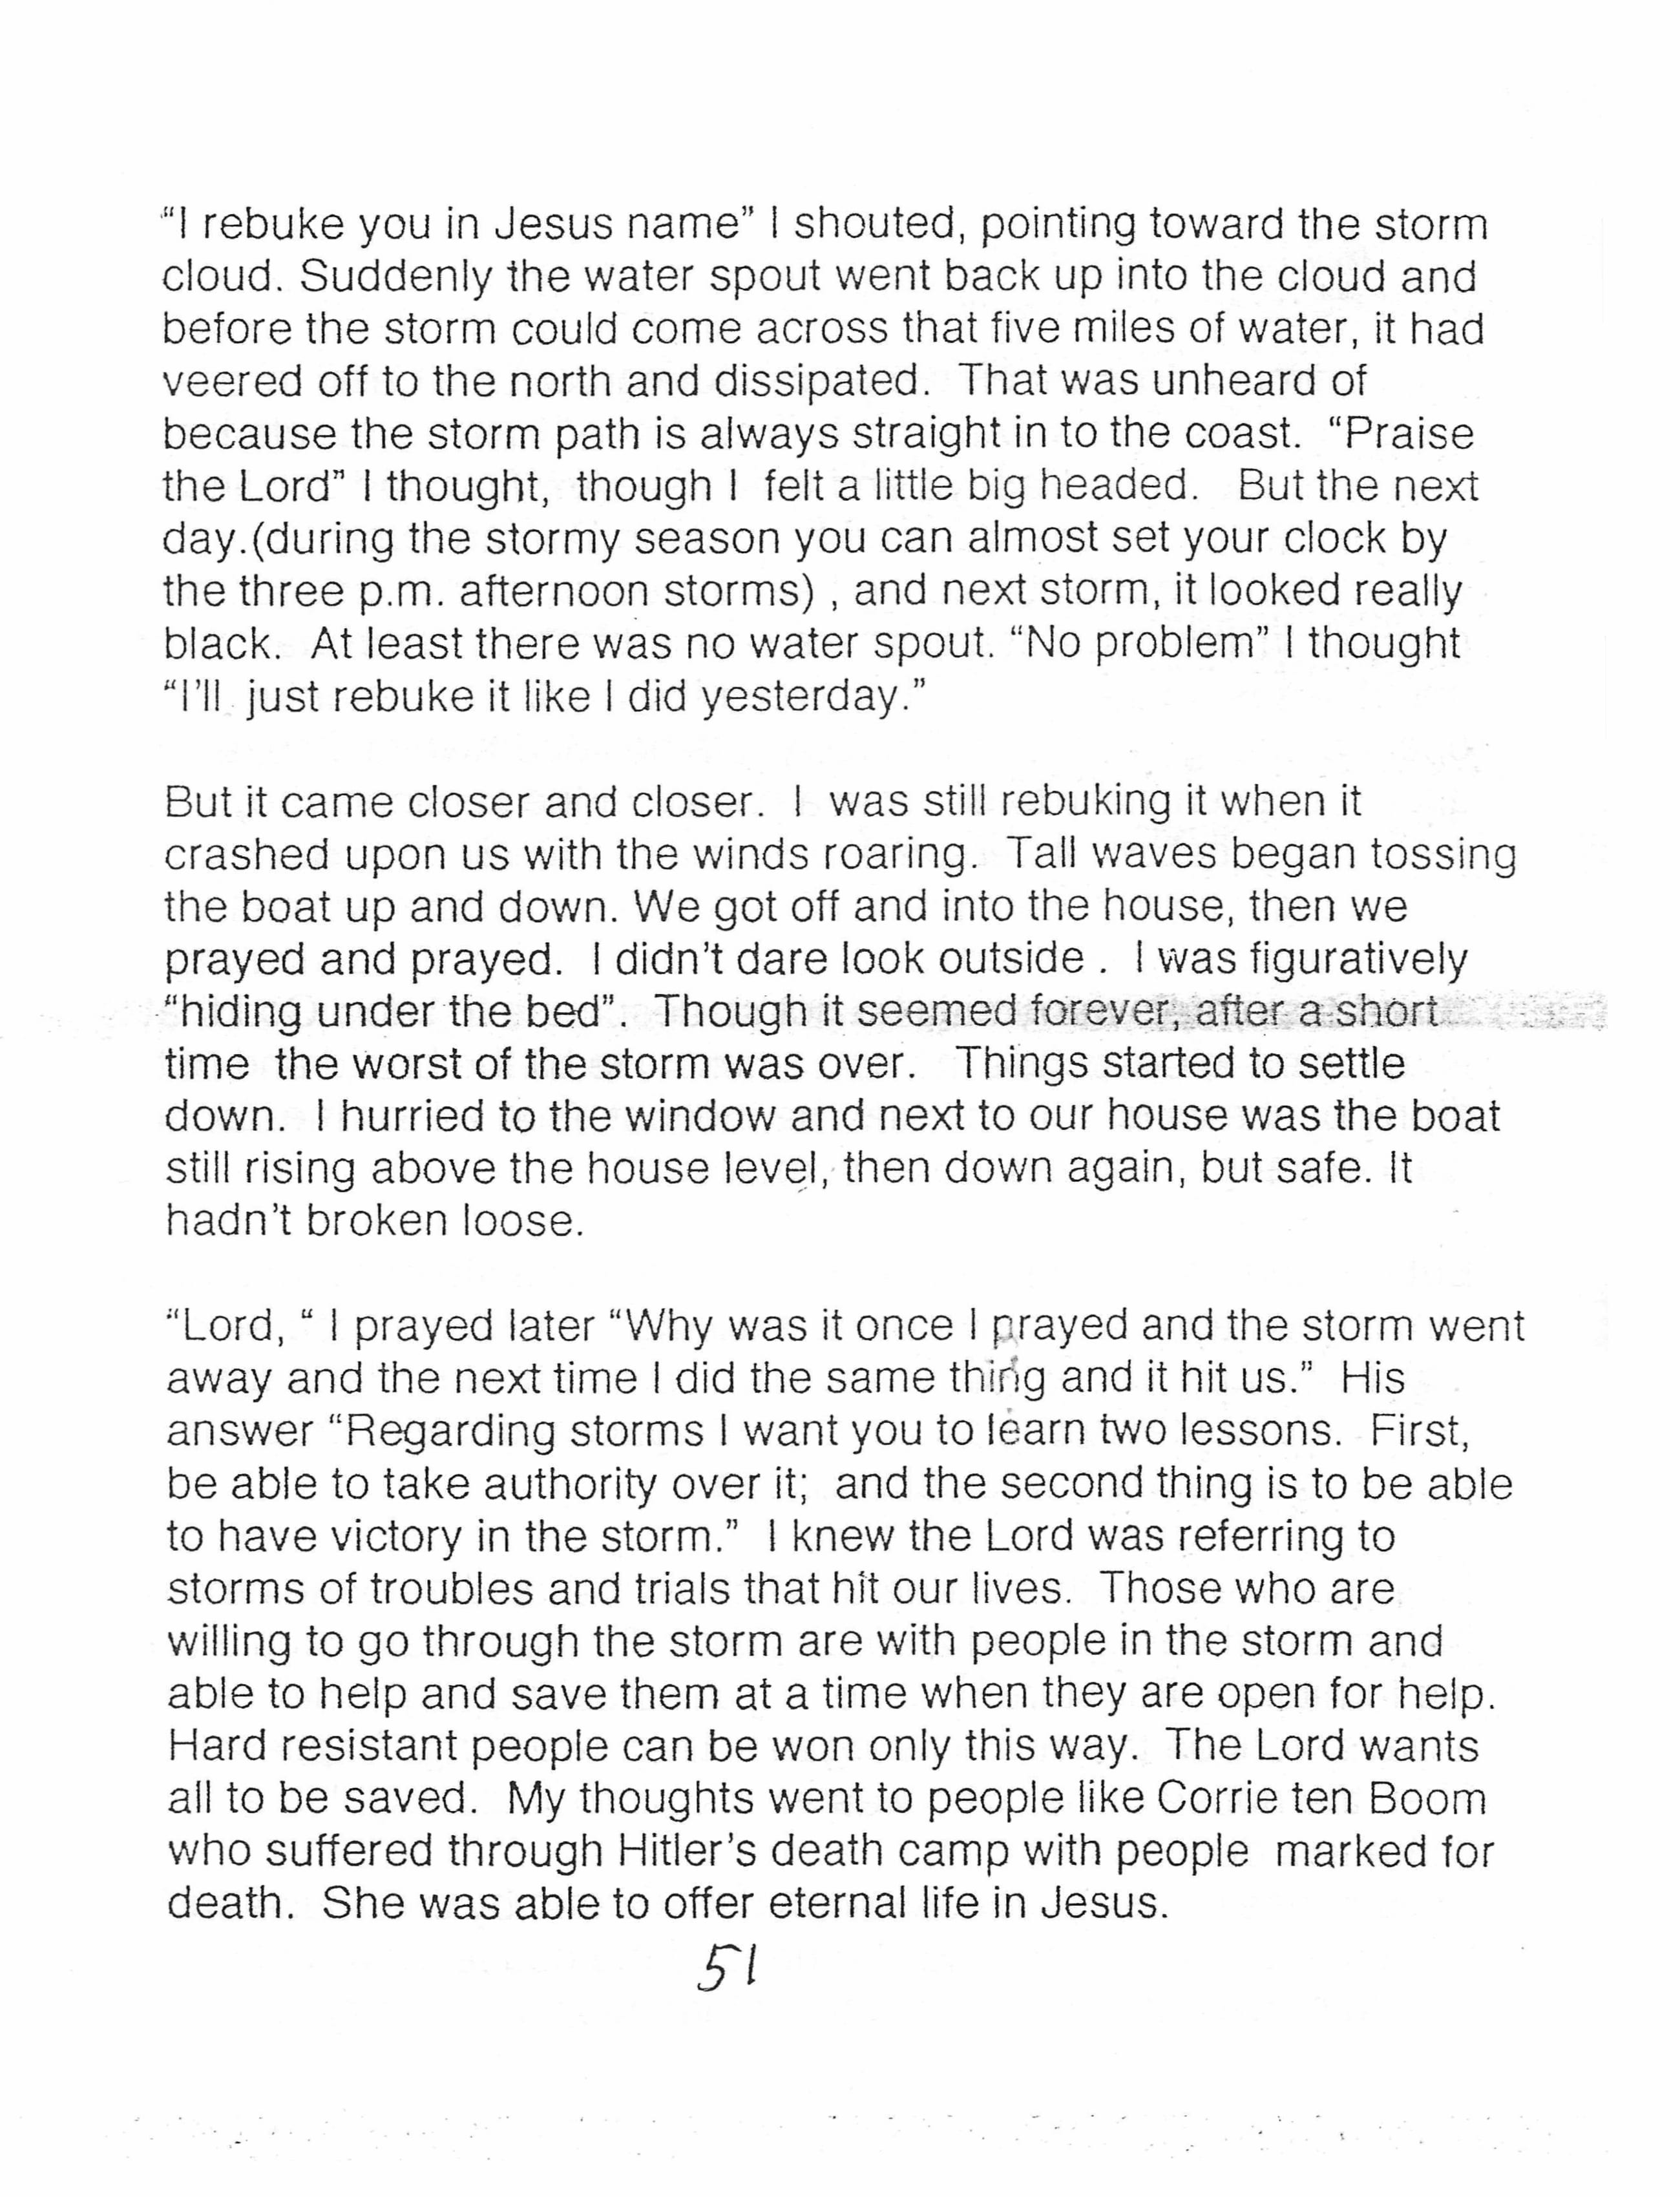 “I rebuke you in Jesus name” I shouted, pointing toward the storm
cloud. Suddenly the water spout went back up into the cloud and
before the storm could come across that five miles of water, it had
veered off to the north and dissipated.  That was unheard of
because the storm path is always straight in to the coast.  “Praise
the Lord” I thought,  though I  felt a little big headed.   But the next
day.(during the stormy season you can almost set your clock by
the three p.m. afternoon storms) , and next storm, it looked really
black.  At least there was no water spout. “No problem” I thought
“I’ll just rebuke it like I did yesterday.”

But it came closer and closer.  I  was still rebuking it when it
crashed upon us with the winds roaring.  Tall waves began tossing
the boat up and down. We got off and into the house, then we
prayed and prayed.  I didn’t dare look outside .  I was figuratively
“hiding under the bed”.  Though it seemed forever, after a short
time  the worst of the storm was over.   Things started to settle
down.  I hurried to the window and next to our house was the boat
still rising above the house level, then down again, but safe. It
hadn’t broken loose.

“Lord, “ I prayed later “Why was it once I prayed and the storm went
away and the next time I did the same thing and it hit us.”  His
answer “Regarding storms I want you to learn two lessons.  First,
be able to take authority over it;  and the second thing is to be able
to have victory in the storm.”  I knew the Lord was referring to
storms of troubles and trials that hit our lives.  Those who are
willing to go through the storm are with people in the storm and
able to help and save them at a time when they are open for help.
Hard resistant people can be won only this way.  The Lord wants
all to be saved.  My thoughts went to people like Corrie ten Boom
who suffered through Hitler’s death camp with people  marked for
death.  She was able to offer eternal life in Jesus.
51